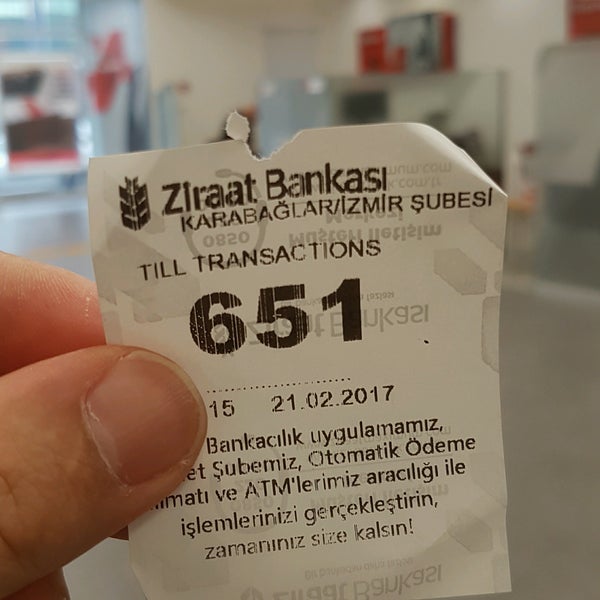 Ziraat Bankası
KARABAĞLAR/İZMİR ŞUBESİ
TILL TRANSACTIONS
651
15 21.02.2017
Bankacılık uygulamamız,
Şubemiz, Otomatik Ödeme
ve ATM'lerimiz aracılığı ile
işlemlerinizi gerçekleştirin,
zamanınız size kalsın!